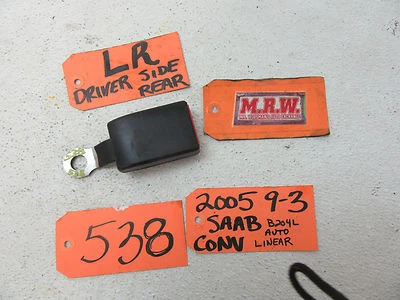 LR
DRIVER SIDE
REAR
M.R.W.
538
2005 9-3
SAAB B204L
AUTO
CONV LINEAR